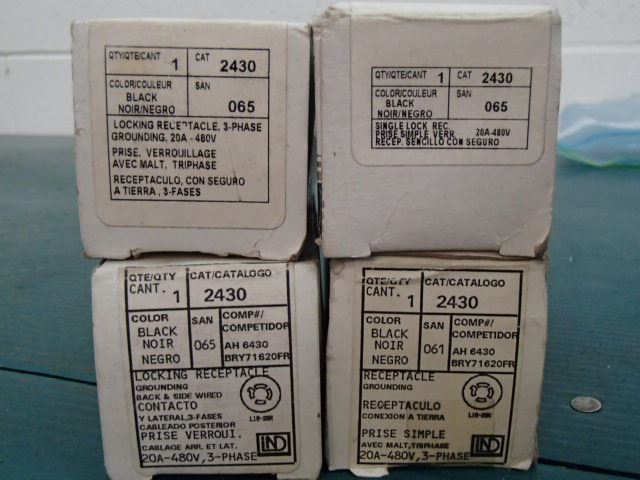 QTY/QTE/CANT 1 CAT 2430
COLOR/COULEUR SAN
BLACK
NOIR/NEGRO 065
LOCKING RECEPTACLE, 3-PHASE
GROUNDING, 20A - 480V
PRISE, VERROUILLAGE
AVEC MALT, TRIPHASE
RECEPTACULO, CON SEGURO
A TIERRA, 3-FASES
QTY/QTE/CANT 1 CAT 2430
COLOR/COULEUR SAN
BLACK
NOIR/NEGRO 065
SINGLE LOCK REC.
PRISE SIMPLE VERR. 20A-480V
RECEP. SENCILLO CON SEGURO
QTE/QTY CAT/CATALOGO
CANT. 1 2430
COLOR SAN COMP#/
BLACK COMPETIDOR
NOIR 065 AH 6430
NEGRO BRY71620FR
LOCKING RECEPTACLE
GROUNDING
BACK & SIDE WIRED
CONTACTO L16-20R
Y LATERAL,3-FASES
CABLEADO POSTERIOR
PRISE VERROUI.
CABLAGE ARR. ET LAT.
20A-480V,3-PHASE
QTE/QTY CAT/CATALOGO
CANT. 1 2430
COLOR SAN COMP#/
BLACK COMPETIDOR
NOIR 061 AH 6430
NEGRO BRY71620FR
RECEPTACLE
GROUNDING
RECEPTACULO L16-20R
CONEXION A TIERRA
PRISE SIMPLE
AVEC MALT,TRIPHASE
20A-480V,3-PHASE